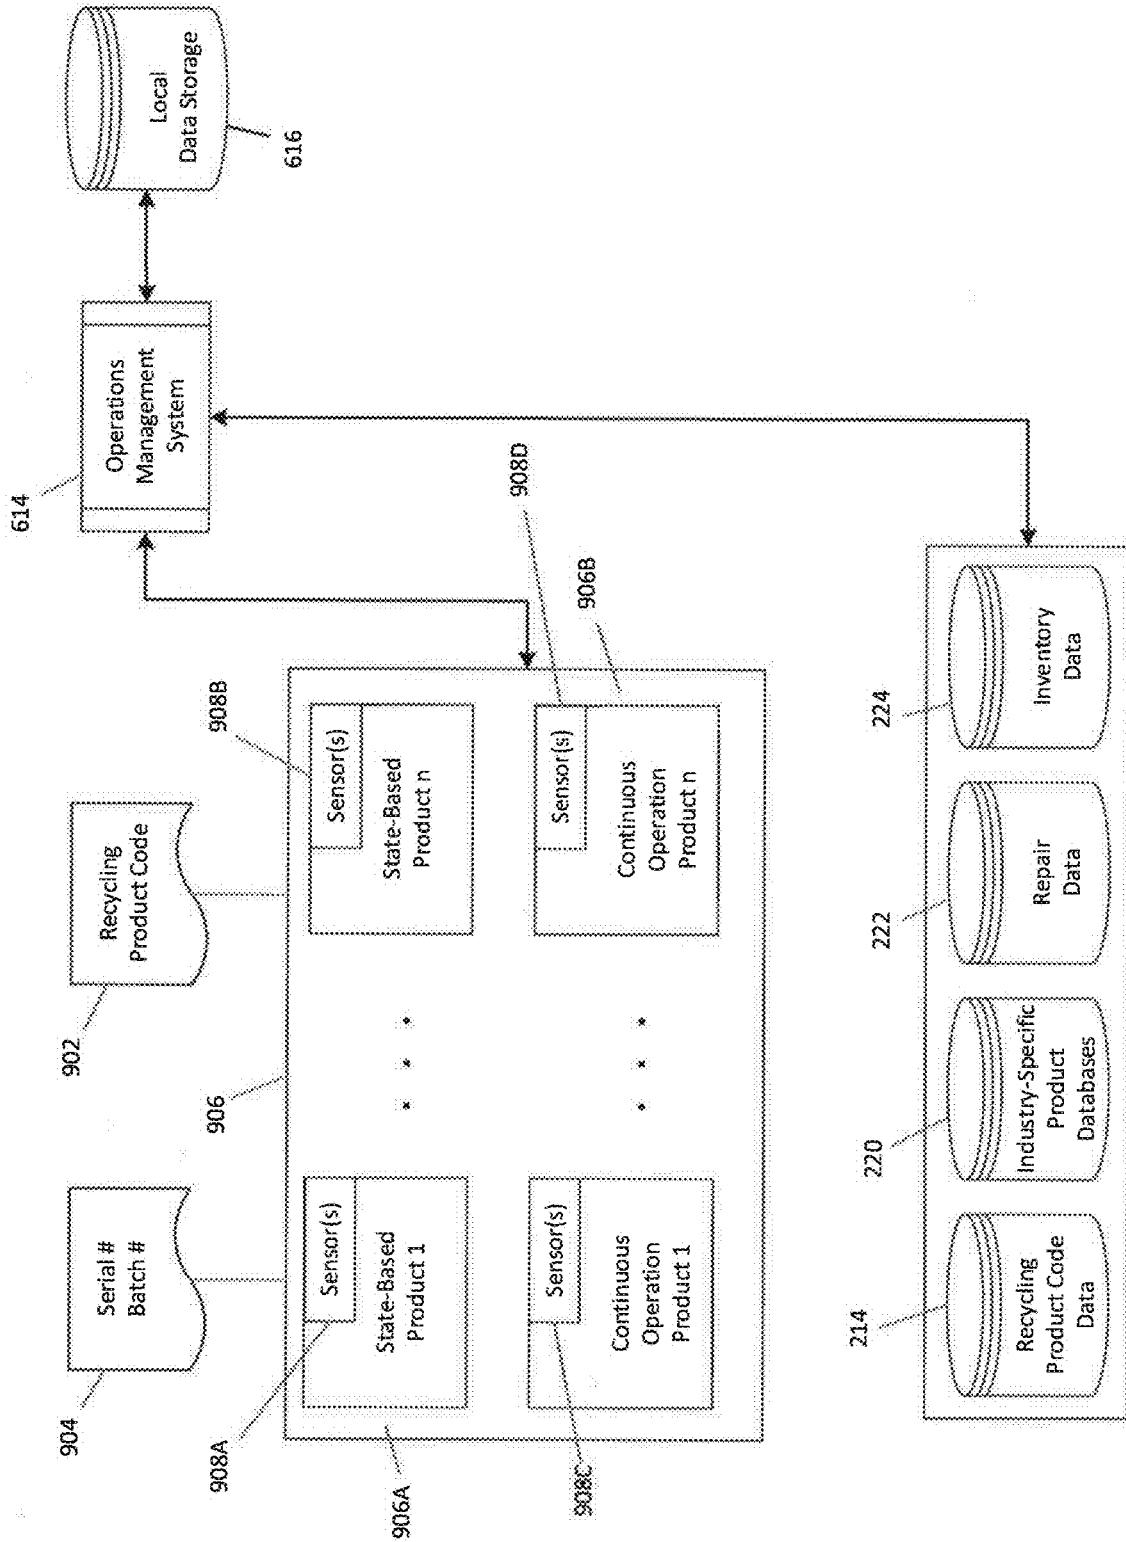 904
Serial #
Batch #
902
Recycling
Product Code
614
Operations
Management
System
Local
Data Storage
616
906
908A
906A
Sensor(s)
State-Based
Product 1
908B
Sensor(s)
State-Based
Product n
908C
Sensor(s)
Continuous
Operation
Product 1
908D
906B
Sensor(s)
Continuous
Operation
Product n
214
Recycling
Product Code
Data
220
Industry-Specific
Product
Databases
222
Repair
Data
224
Inventory
Data